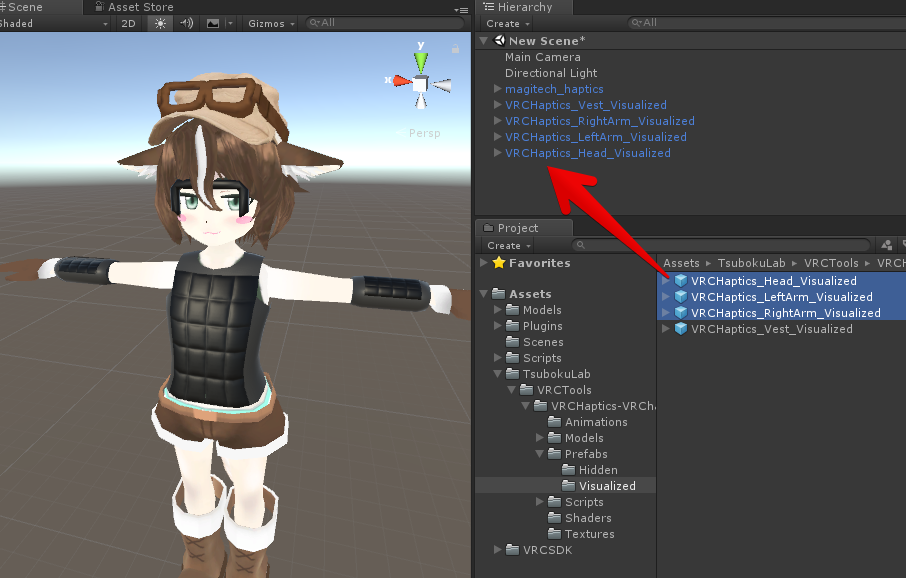 Scene
Asset Store
Shaded
2D
Gizmos
All
y
x
Persp
Hierarchy
Create
All
New Scene*
Main Camera
Directional Light
magitech_haptics
VRCHaptics_Vest_Visualized
VRCHaptics_RightArm_Visualized
VRCHaptics_LeftArm_Visualized
VRCHaptics_Head_Visualized
Project
Create
Favorites
Assets
Models
Plugins
Scenes
Scripts
TsubokuLab
VRCTools
VRCHaptics-VRCha
Animations
Models
Prefabs
Hidden
Visualized
Scripts
Shaders
Textures
VRCSDK
Assets ▸ TsubokuLab ▸ VRCTools ▸ VRCH
VRCHaptics_Head_Visualized
VRCHaptics_LeftArm_Visualized
VRCHaptics_RightArm_Visualized
VRCHaptics_Vest_Visualized